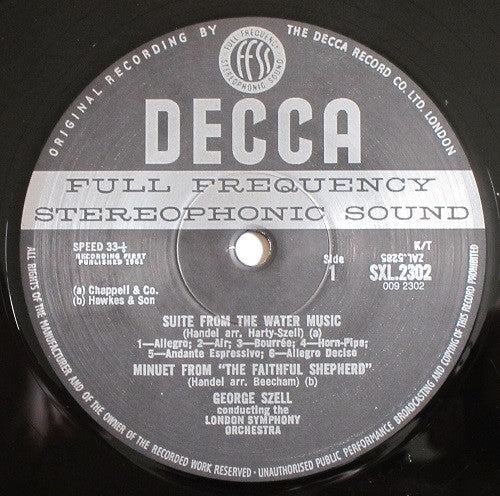 ORIGINAL RECORDING BY THE DECCA RECORD CO. LTD. LONDON
FULL FREQUENCY
FFSS
STEREOPHONIC SOUND
DECCA
FULL FREQUENCY
STEREOPHONIC SOUND
SPEED 33⅓
RECORDING FIRST
PUBLISHED 1961
(a) Chappell & Co.
(b) Hawkes & Son
Side
1
K/T
ZAL.5285
SXL.2302
009 2302
SUITE FROM THE WATER MUSIC
(Handel arr. Harty-Szell) (a)
1—Allegro; 2—Air; 3—Bourrée; 4—Horn-Pipe;
5—Andante Espressivo; 6—Allegro Deciso
MINUET FROM "THE FAITHFUL SHEPHERD"
(Handel arr. Beecham) (b)
GEORGE SZELL
conducting the
LONDON SYMPHONY
ORCHESTRA
ALL RIGHTS OF THE MANUFACTURER AND OF THE OWNER OF THE RECORDED WORK RESERVED · UNAUTHORISED PUBLIC PERFORMANCE BROADCASTING AND COPYING OF THIS RECORD PROHIBITED